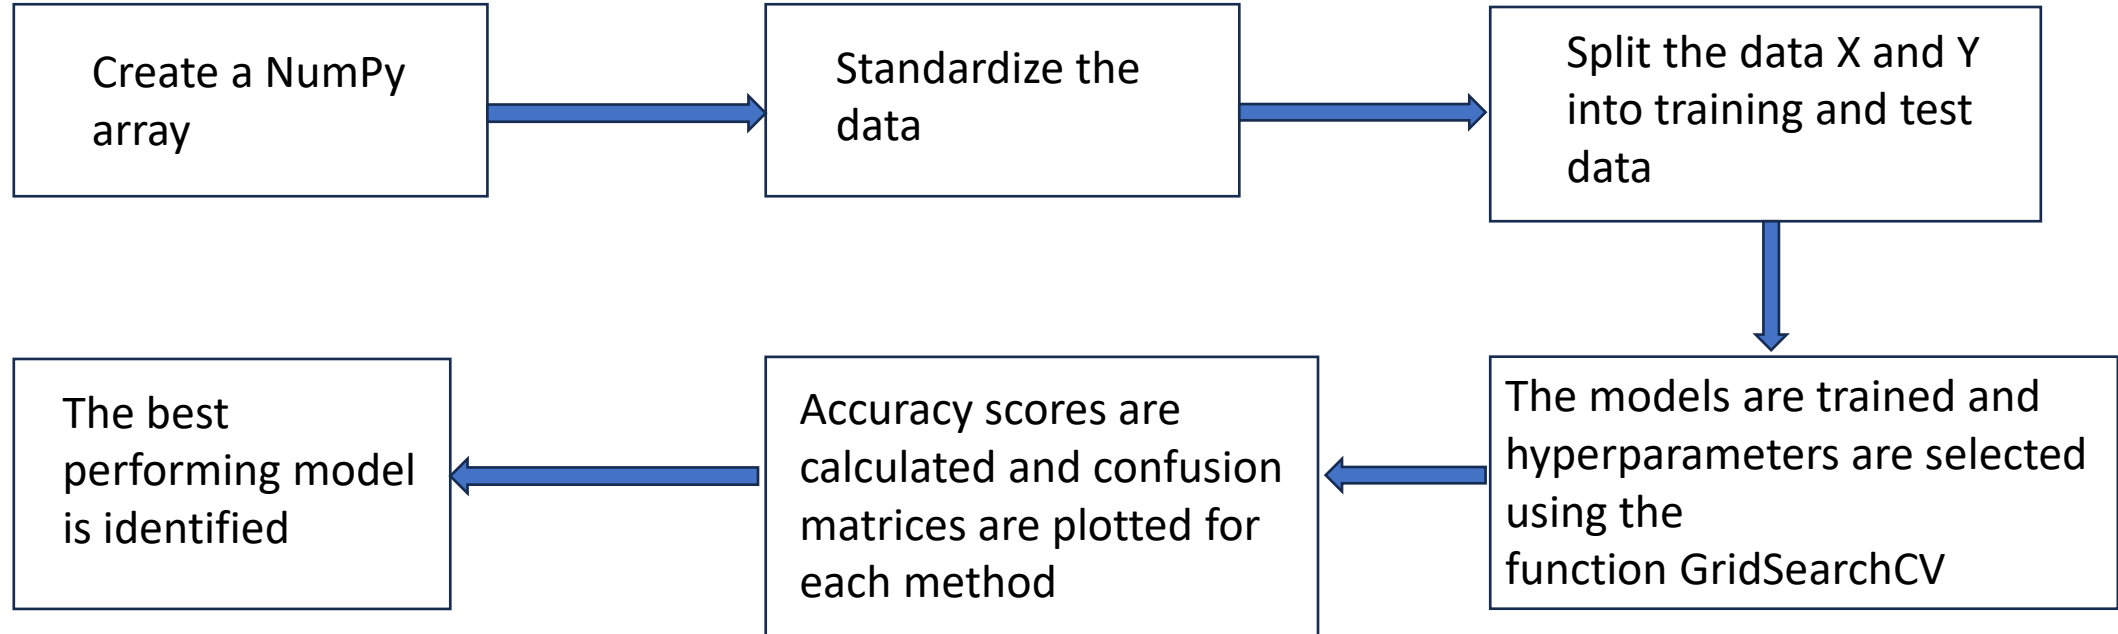 Create a NumPy
array
Standardize the
data
Split the data X and Y
into training and test
data
The models are trained and
hyperparameters are selected
using the
function GridSearchCV
Accuracy scores are
calculated and confusion
matrices are plotted for
each method
The best
performing model
is identified